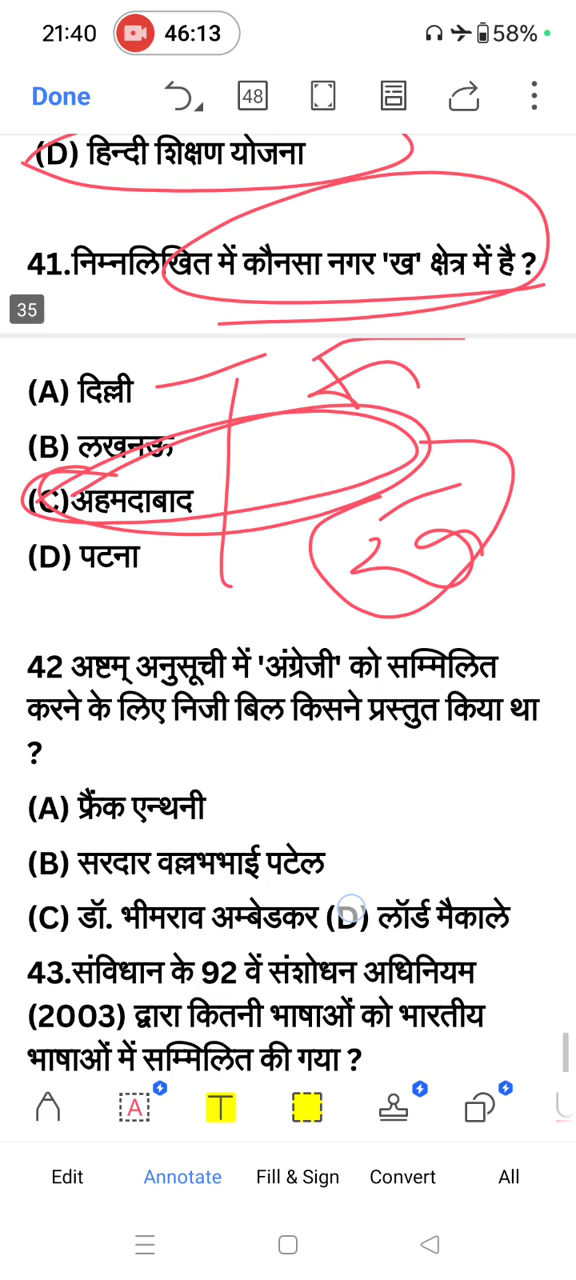 21:40 46:13 58%
Done 48
(D) हिन्दी शिक्षण योजना
41.निम्नलिखित में कौनसा नगर 'ख' क्षेत्र में है ?
35
(A) दिल्ली
(B) लखनऊ
(C)अहमदाबाद
(D) पटना
42 अष्टम् अनुसूची में 'अंग्रेजी' को सम्मिलित
करने के लिए निजी बिल किसने प्रस्तुत किया था
?
(A) फ्रैंक एन्थनी
(B) सरदार वल्लभभाई पटेल
(C) डॉ. भीमराव अम्बेडकर (D) लॉर्ड मैकाले
43.संविधान के 92 वें संशोधन अधिनियम
(2003) द्वारा कितनी भाषाओं को भारतीय
भाषाओं में सम्मिलित की गया ?
A T
Edit Annotate Fill & Sign Convert All